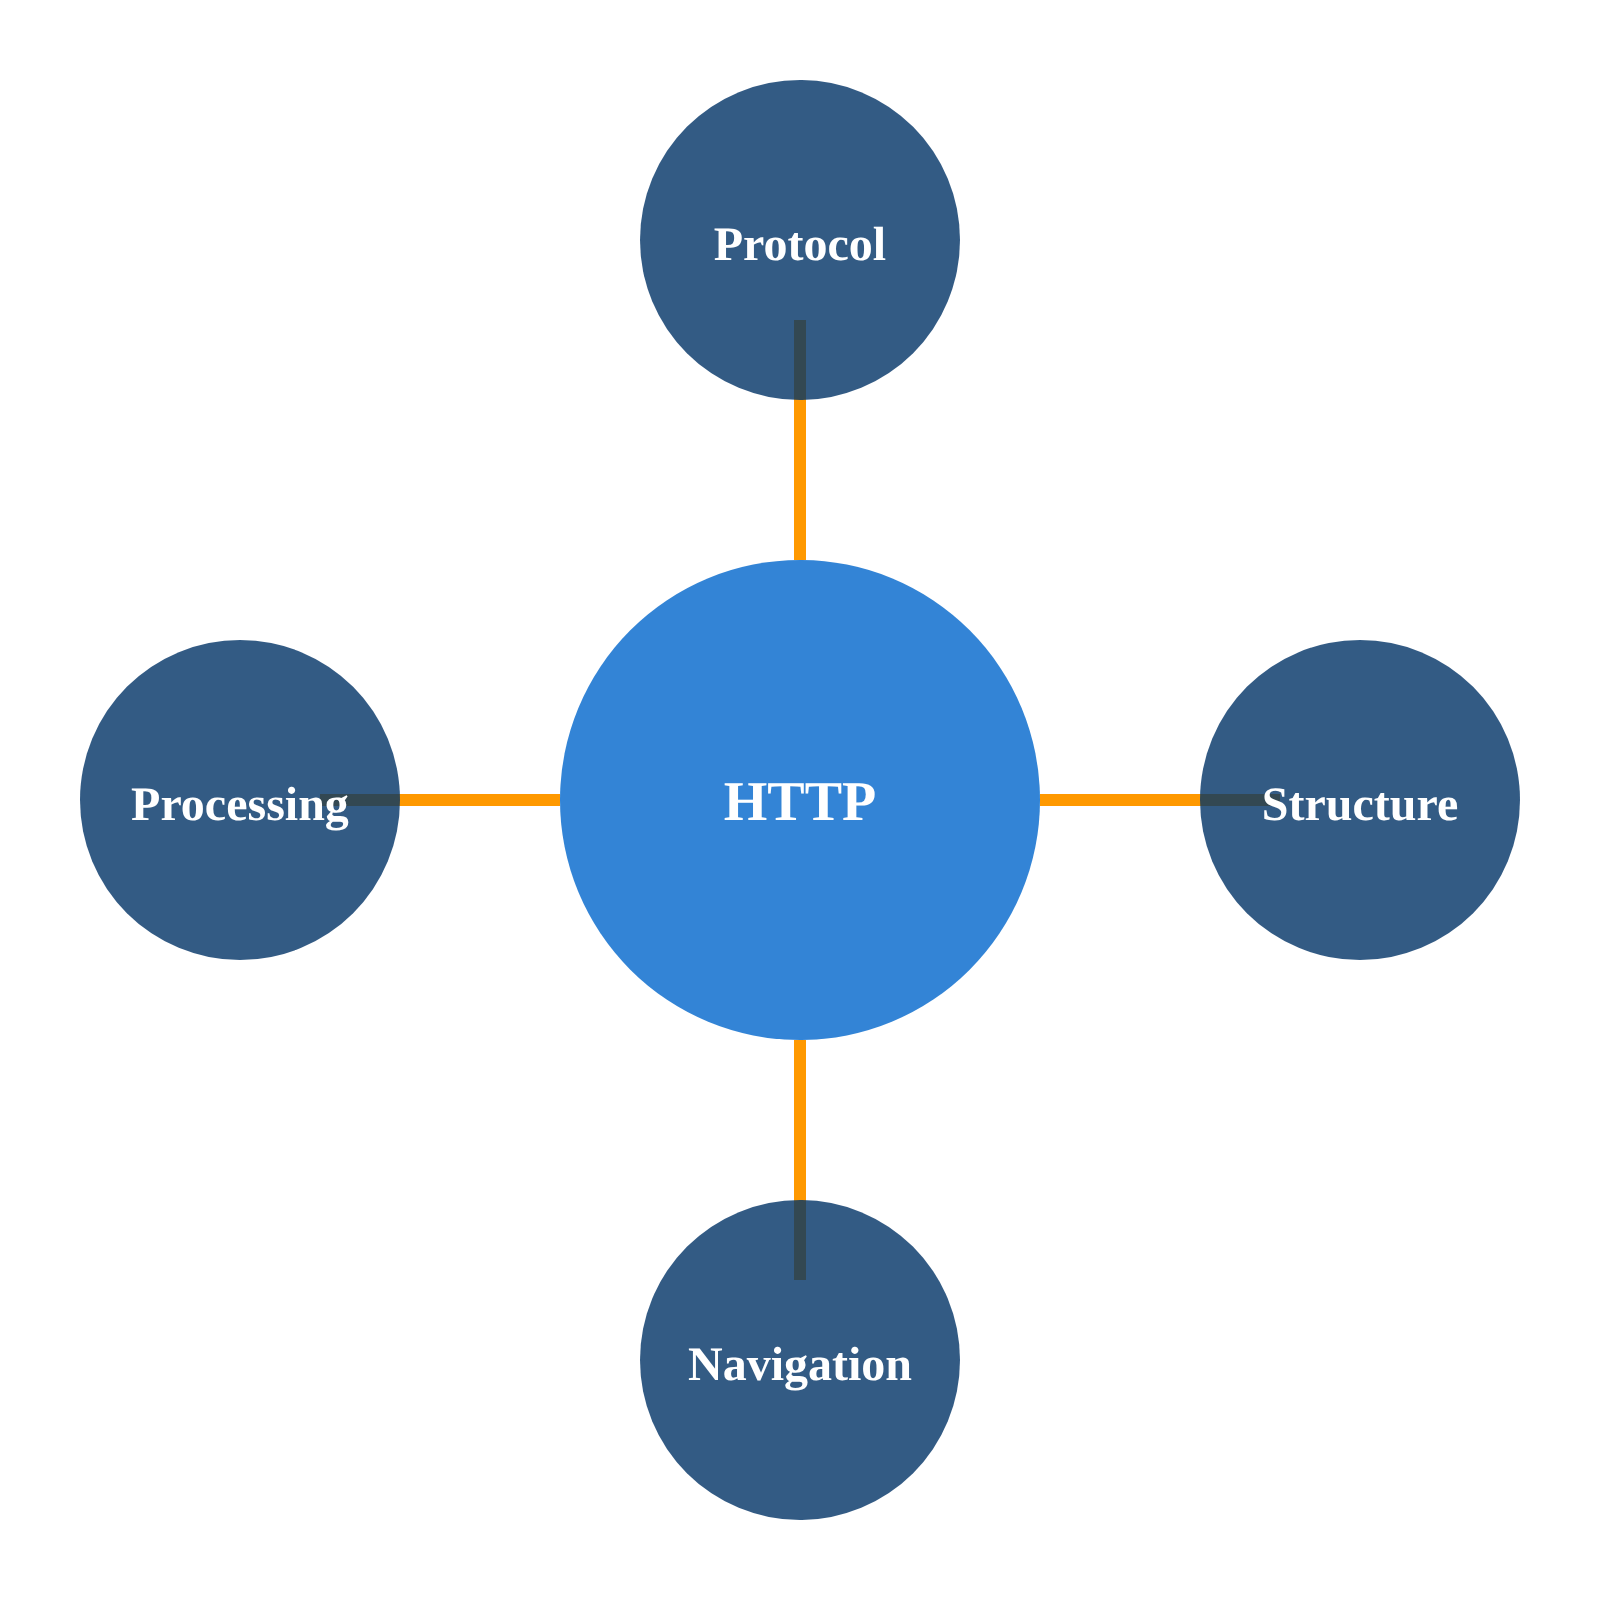 Protocol
Processing
HTTP
Structure
Navigation